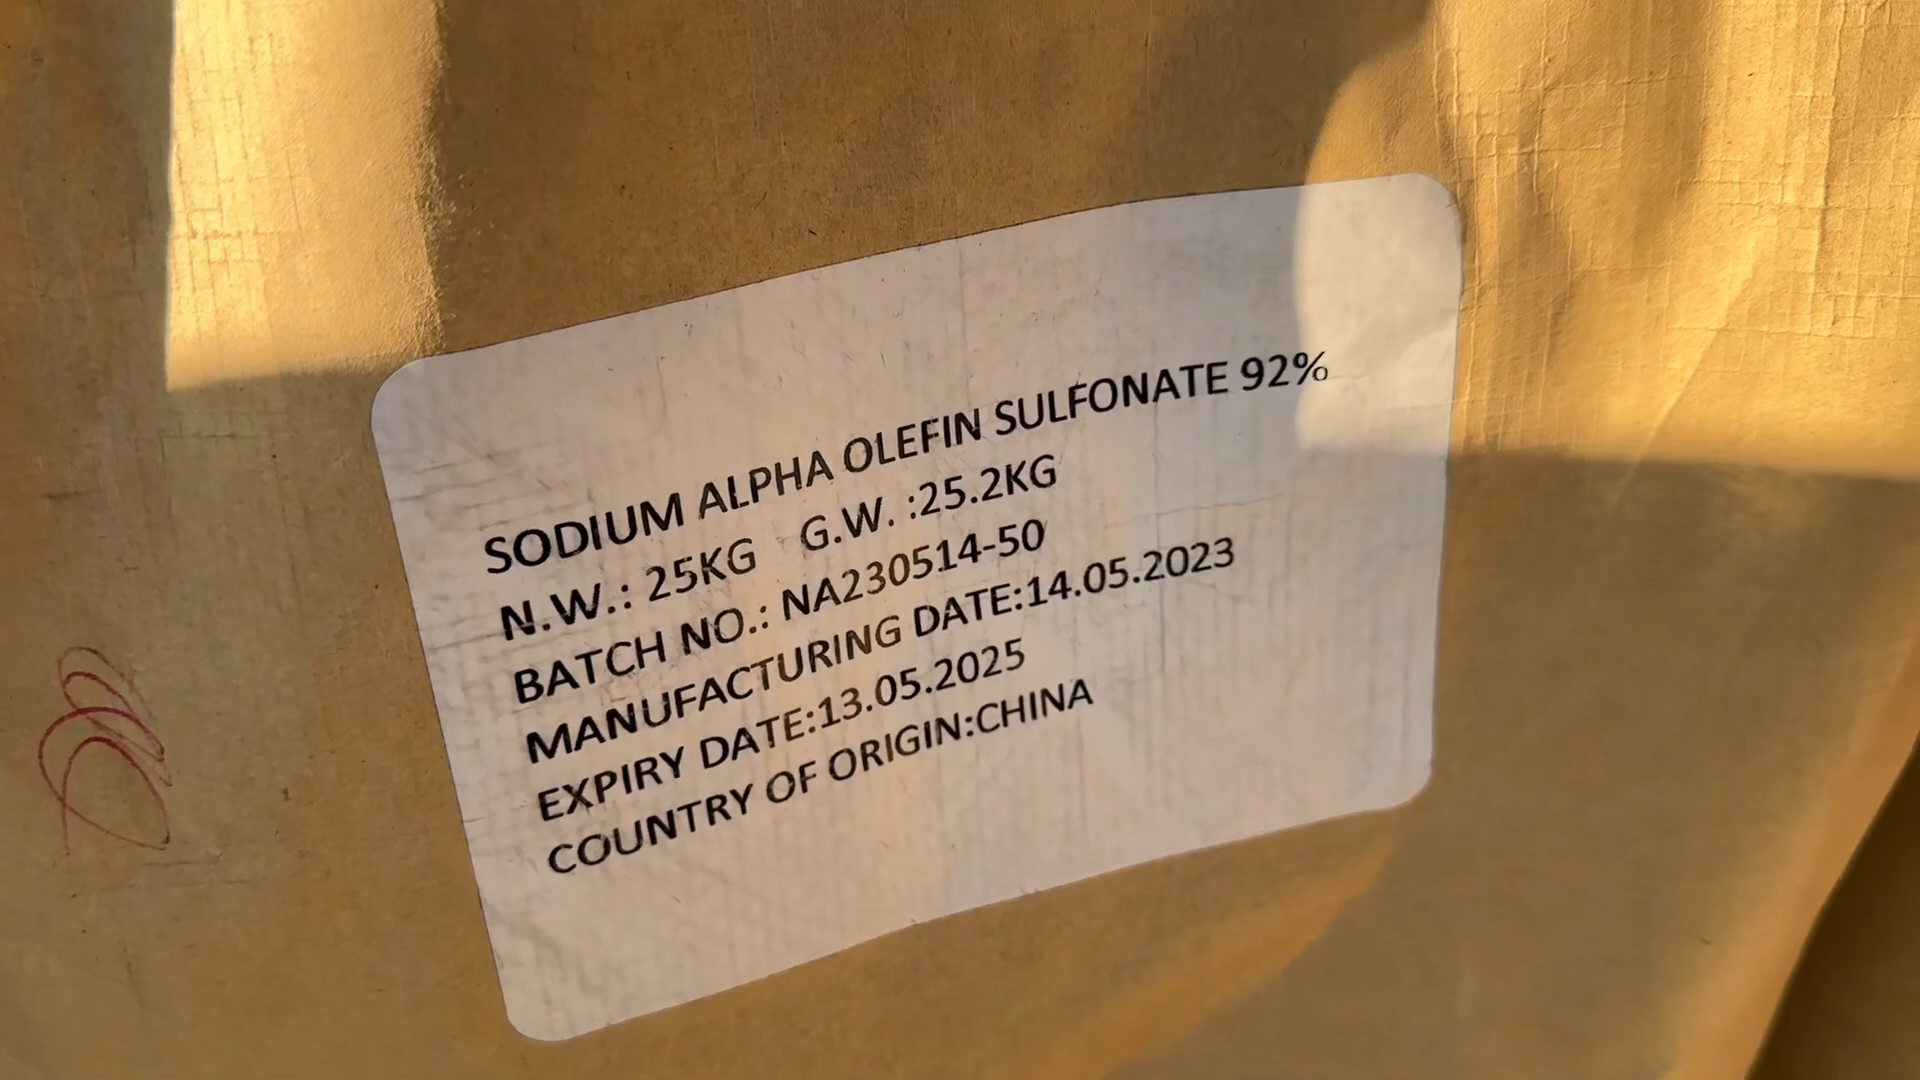 SODIUM ALPHA OLEFIN SULFONATE 92%
N.W.: 25KG G.W. :25.2KG
BATCH NO.: NA230514-50
MANUFACTURING DATE:14.05.2023
EXPIRY DATE:13.05.2025
COUNTRY OF ORIGIN:CHINA